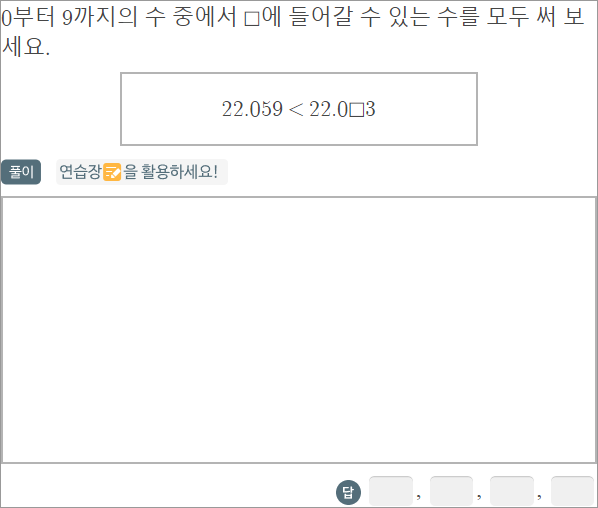 0부터 9까지의 수 중에서 □에 들어갈 수 있는 수를 모두 써 보
세요.
22.059 < 22.0□3
풀이 연습장을 활용하세요!
답 , , ,